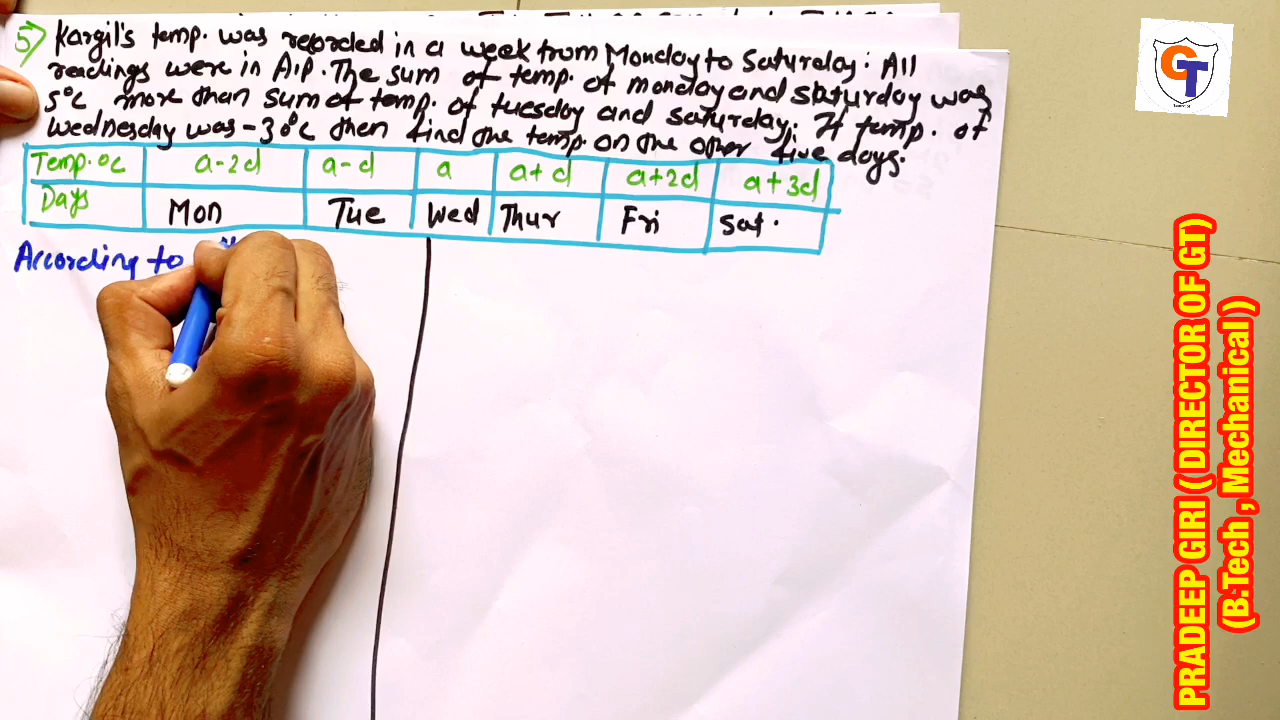 5) Kargil's temp. was recorded in a week from Monday to Saturday: All
readings were in A.P. The sum of temp. of monday and saturday was
5°c more than sum of temp. of tuesday and saturday. If temp. of
Wednesday was -30°c then find the temp. on the other five days.
Temp. °c a-2d a-d a a+d a+2d a+3d
Days Mon Tue Wed Thur Fri Sat.
According to
GT
PRADEEP GIRI ( DIRECTOR OF GT)
(B.Tech , Mechanical )